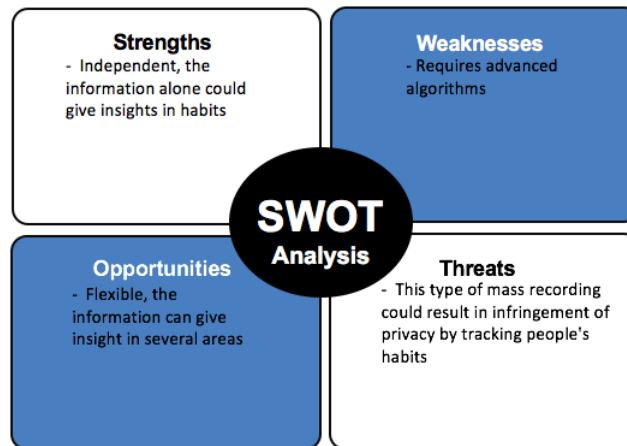 Strengths
- Independent, the
information alone could
give insights in habits
Weaknesses
- Requires advanced
algorithms
SWOT
Analysis
Opportunities
- Flexible, the
information can give
insight in several areas
Threats
- This type of mass recording
could result in infringement of
privacy by tracking people's
habits